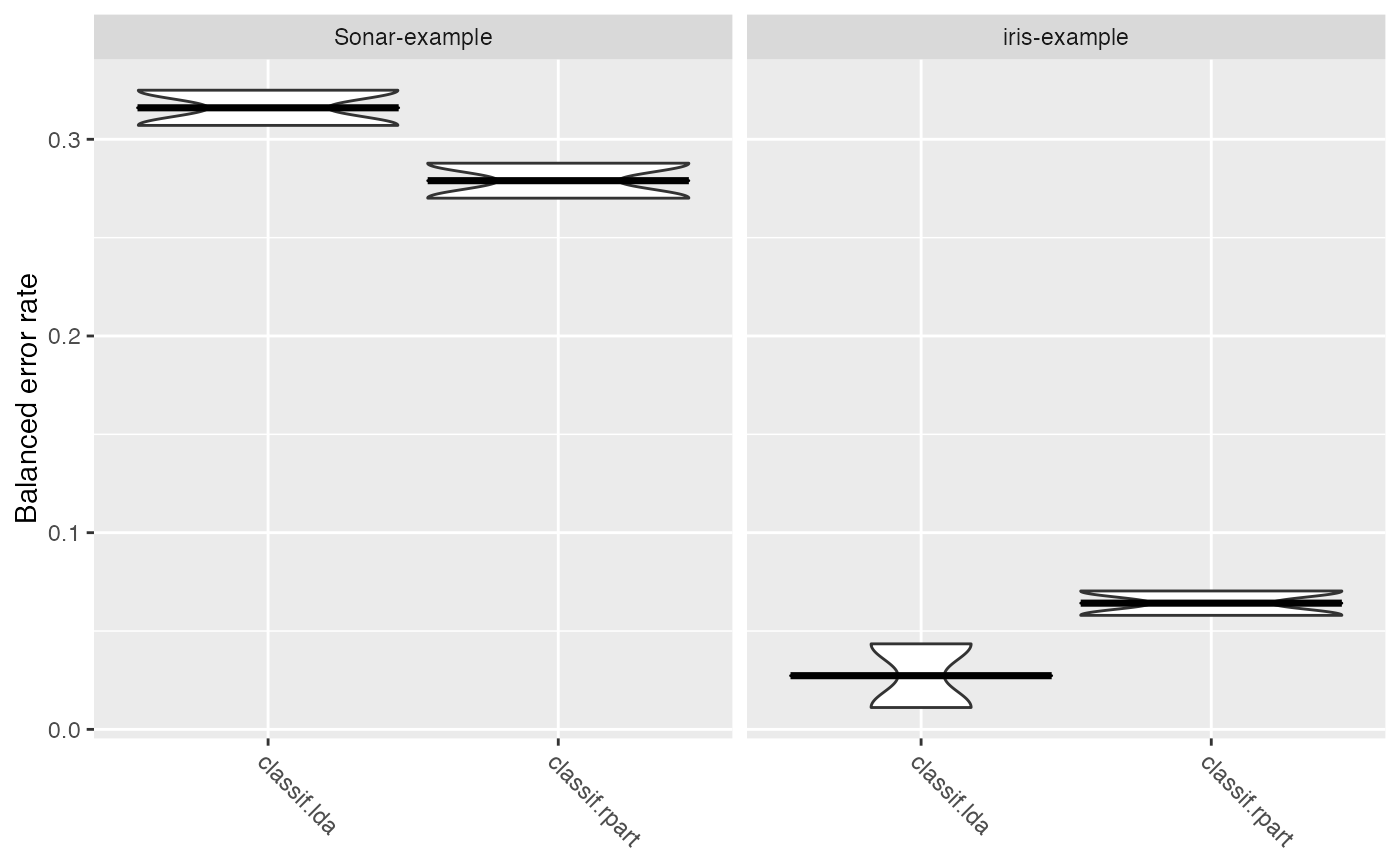 Sonar-example
iris-example
Balanced error rate
0.3
0.2
0.1
0.0
classif.lda
classif.rpart
classif.lda
classif.rpart